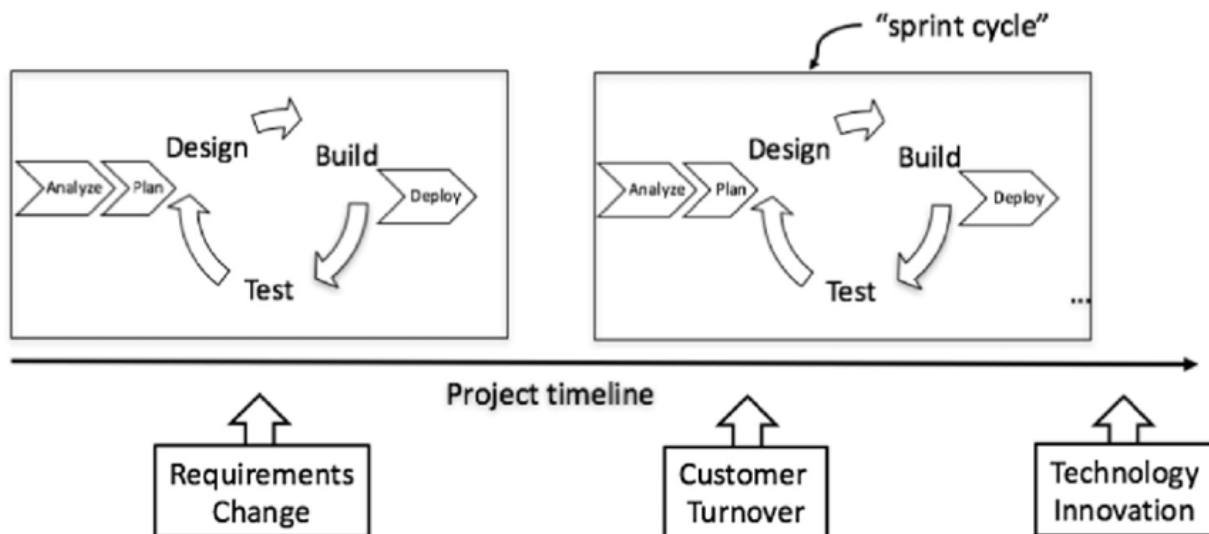 “sprint cycle”
Design
Build
Analyze
Plan
Deploy
Test
Design
Build
Analyze
Plan
Deploy
Test
...
Project timeline
Requirements
Change
Customer
Turnover
Technology
Innovation